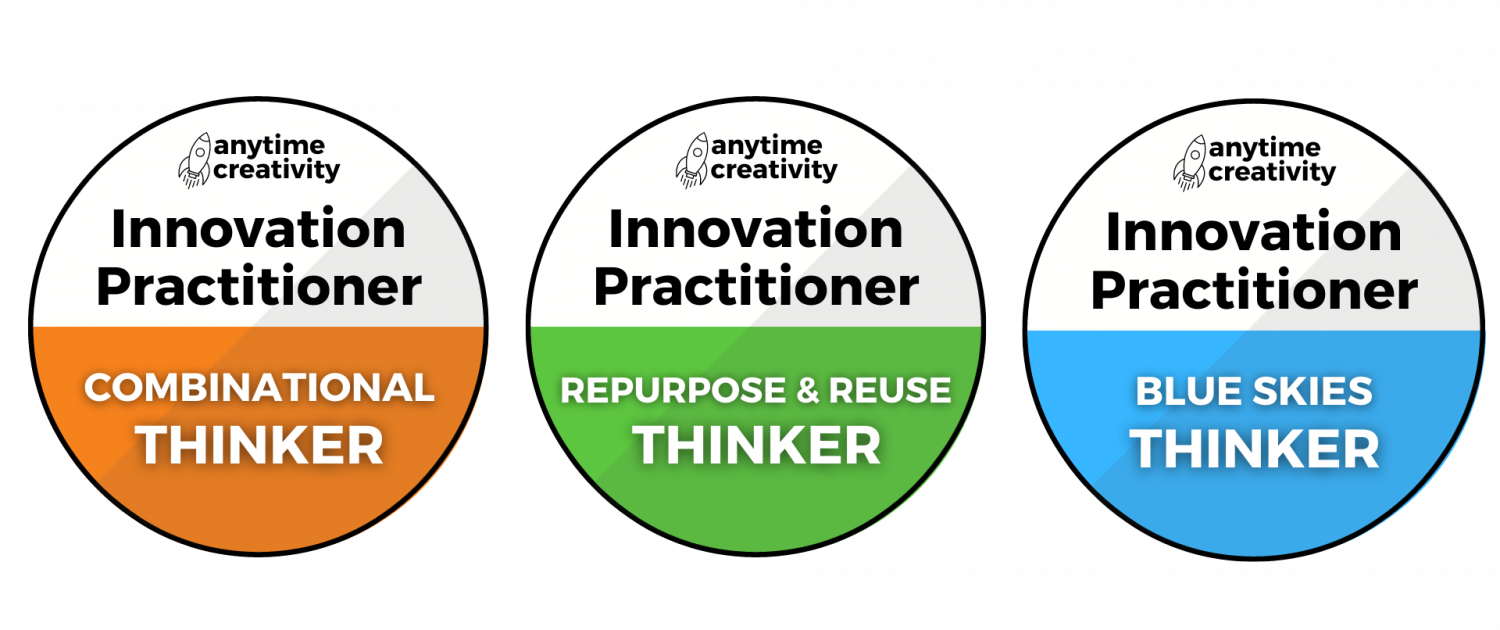 anytime
creativity
Innovation
Practitioner
COMBINATIONAL
THINKER
anytime
creativity
Innovation
Practitioner
REPURPOSE & REUSE
THINKER
anytime
creativity
Innovation
Practitioner
BLUE SKIES
THINKER